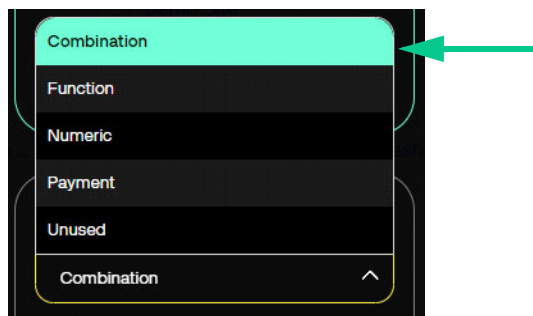 Combination
Function
Numeric
Payment
Unused
Combination